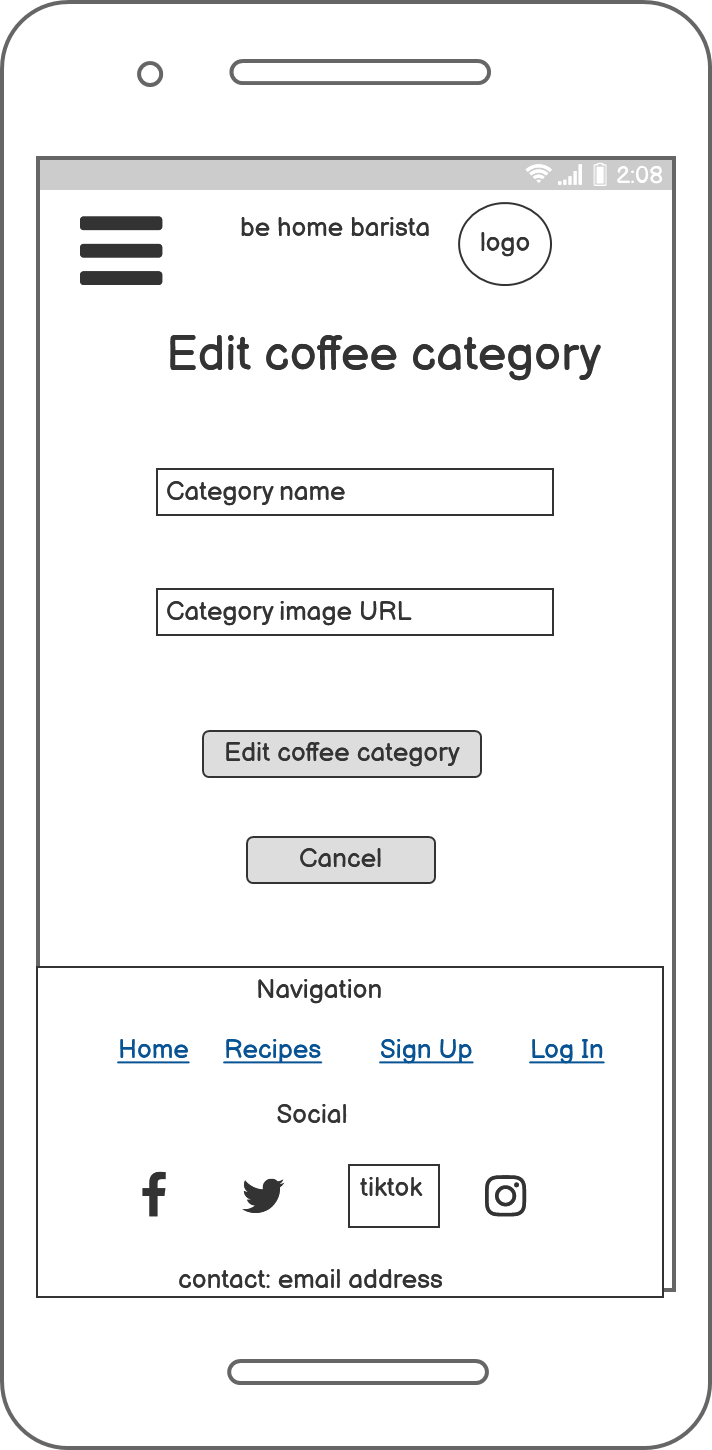 2:08
be home barista
logo
Edit coffee category
Category name
Category image URL
Edit coffee category
Cancel
Navigation
Home Recipes Sign Up Log In
Social
tiktok
contact: email address